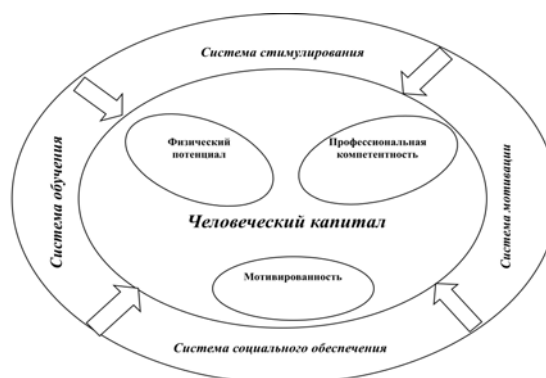 Система стимулирования
Физический
потенциал
Профессиональная
компетентность
Система обучения
Человеческий капитал
Система мотивации
Мотивированность
Система социального обеспечения